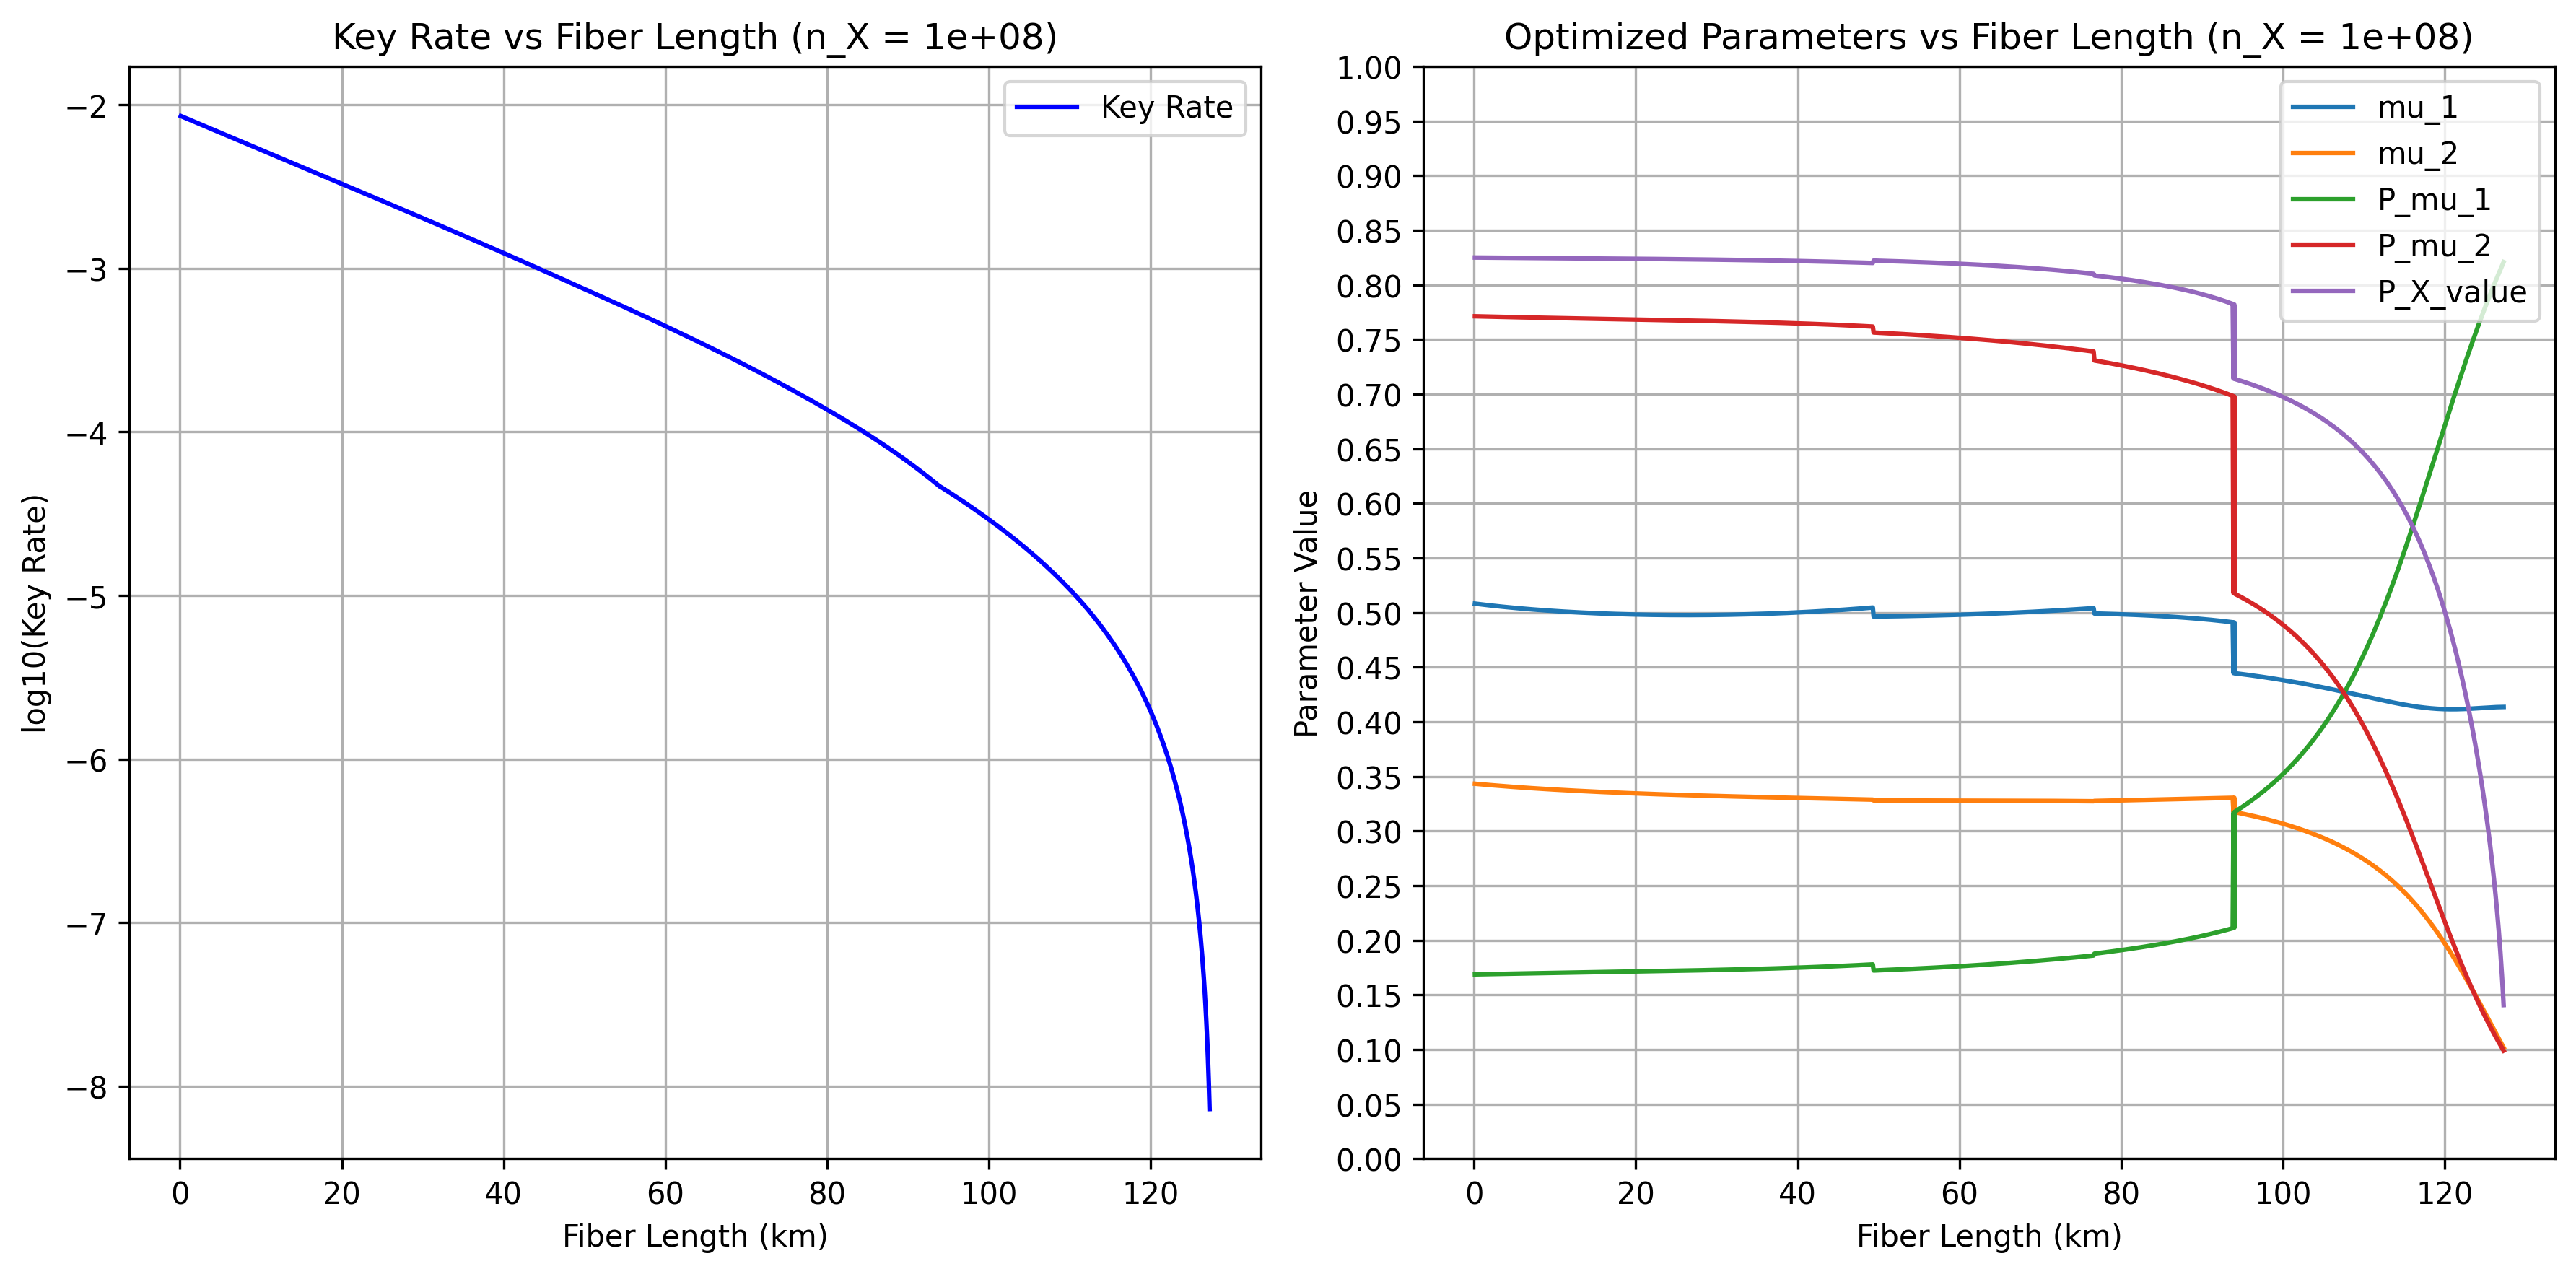 Key Rate vs Fiber Length (n_X = 1e+08)
Key Rate
−2
−3
−4
−5
−6
−7
−8
log10(Key Rate)
0 20 40 60 80 100 120
Fiber Length (km)
Optimized Parameters vs Fiber Length (n_X = 1e+08)
mu_1
mu_2
P_mu_1
P_mu_2
P_X_value
1.00
0.95
0.90
0.85
0.80
0.75
0.70
0.65
0.60
0.55
0.50
0.45
0.40
0.35
0.30
0.25
0.20
0.15
0.10
0.05
0.00
Parameter Value
0 20 40 60 80 100 120
Fiber Length (km)